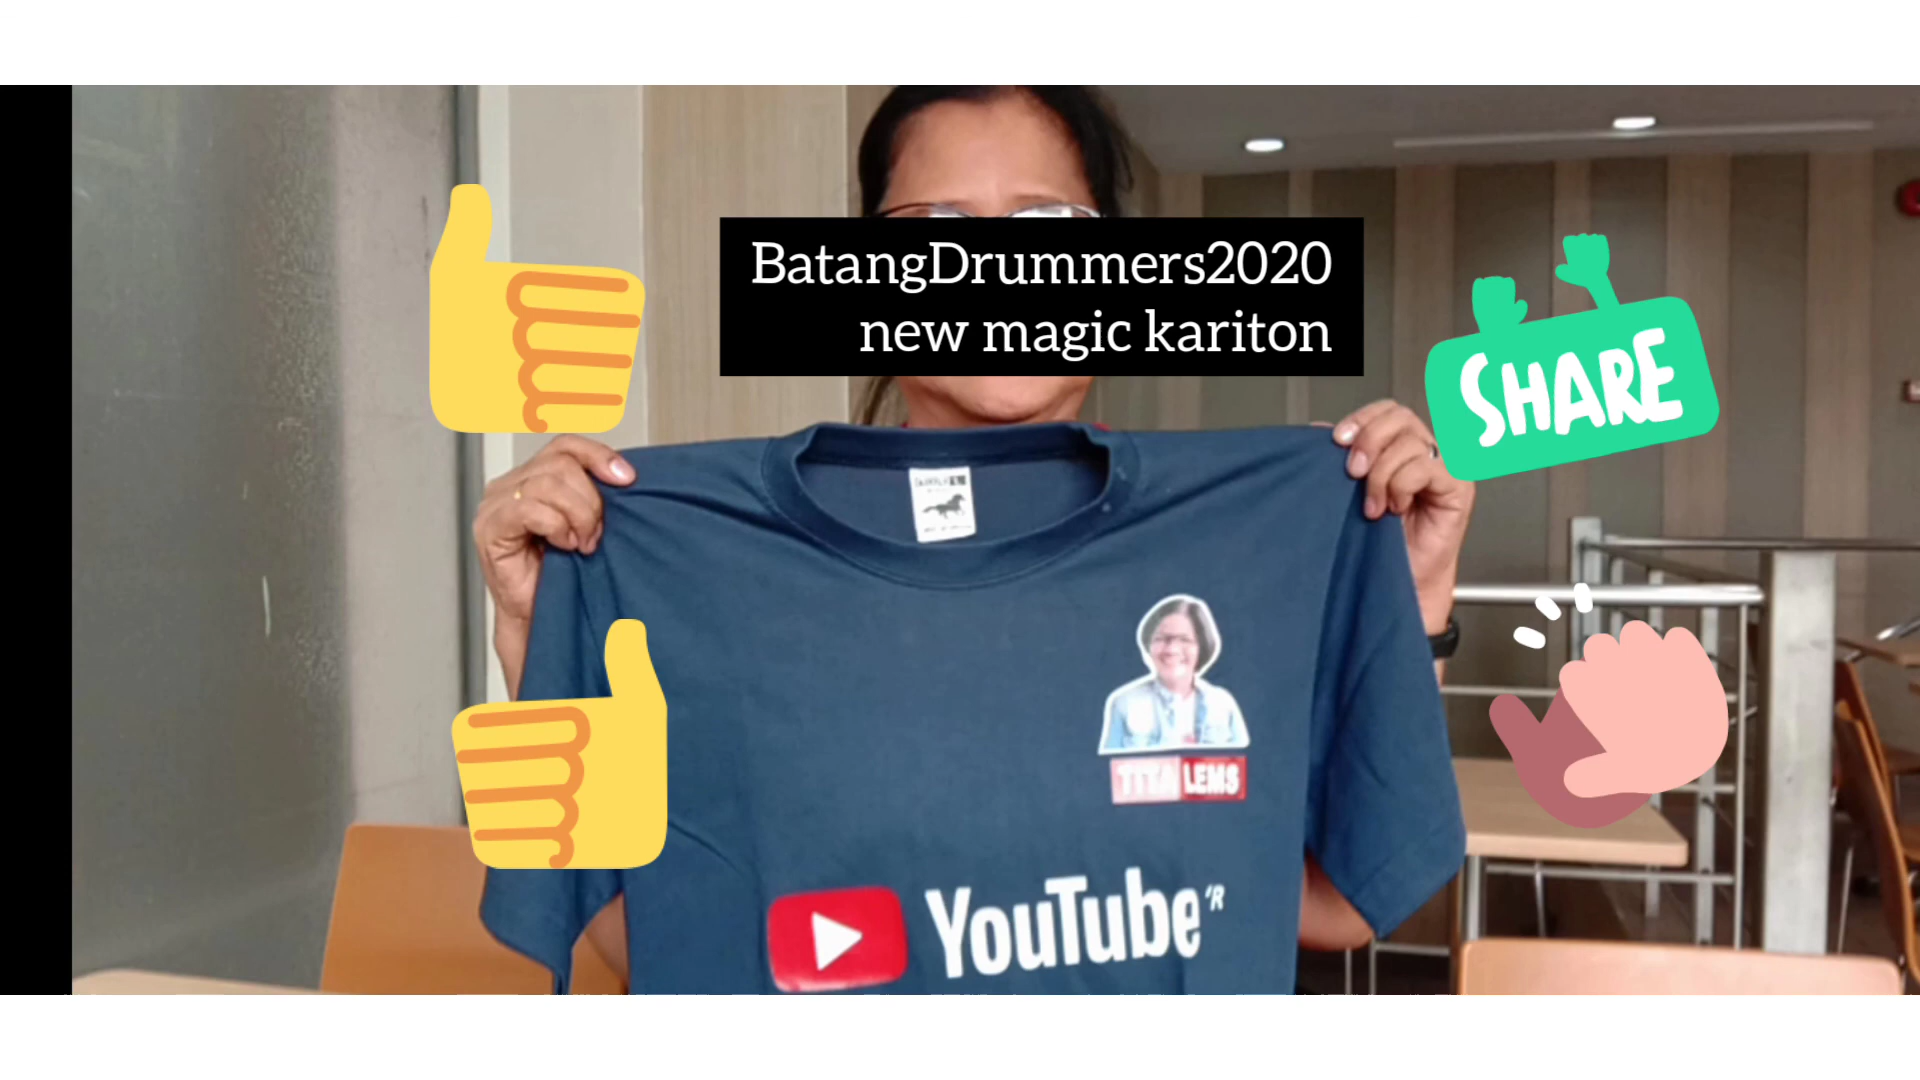 BatangDrummers2020
new magic kariton
SHARE
TITA LEMS
YouTube'R